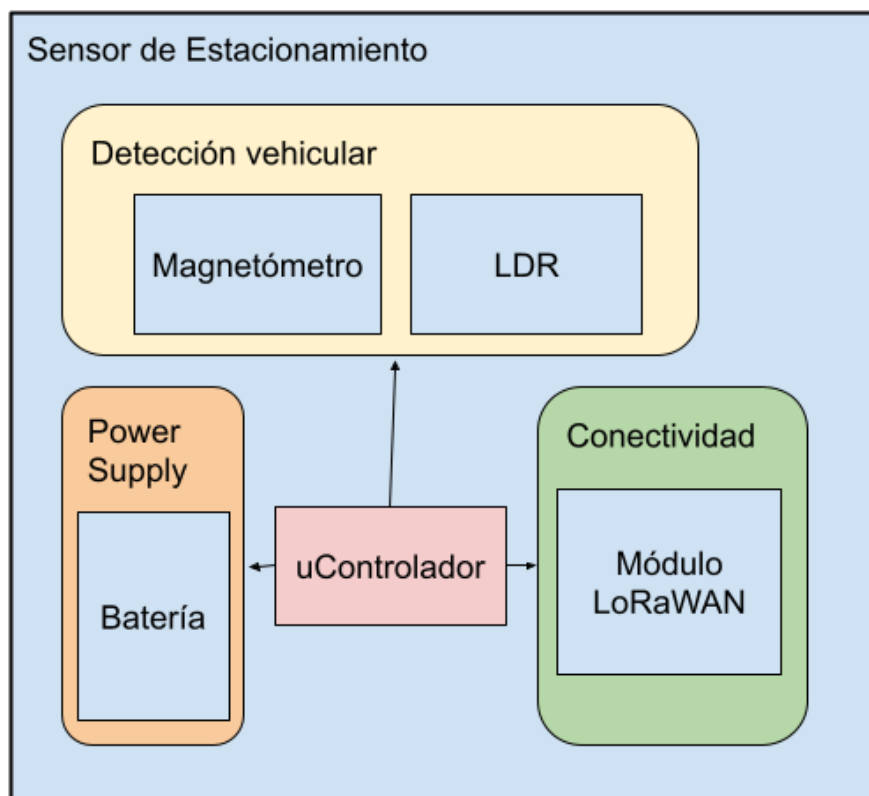 Sensor de Estacionamiento
Detección vehicular
Magnetómetro
LDR
Power
Supply
Batería
uControlador
Conectividad
Módulo
LoRaWAN